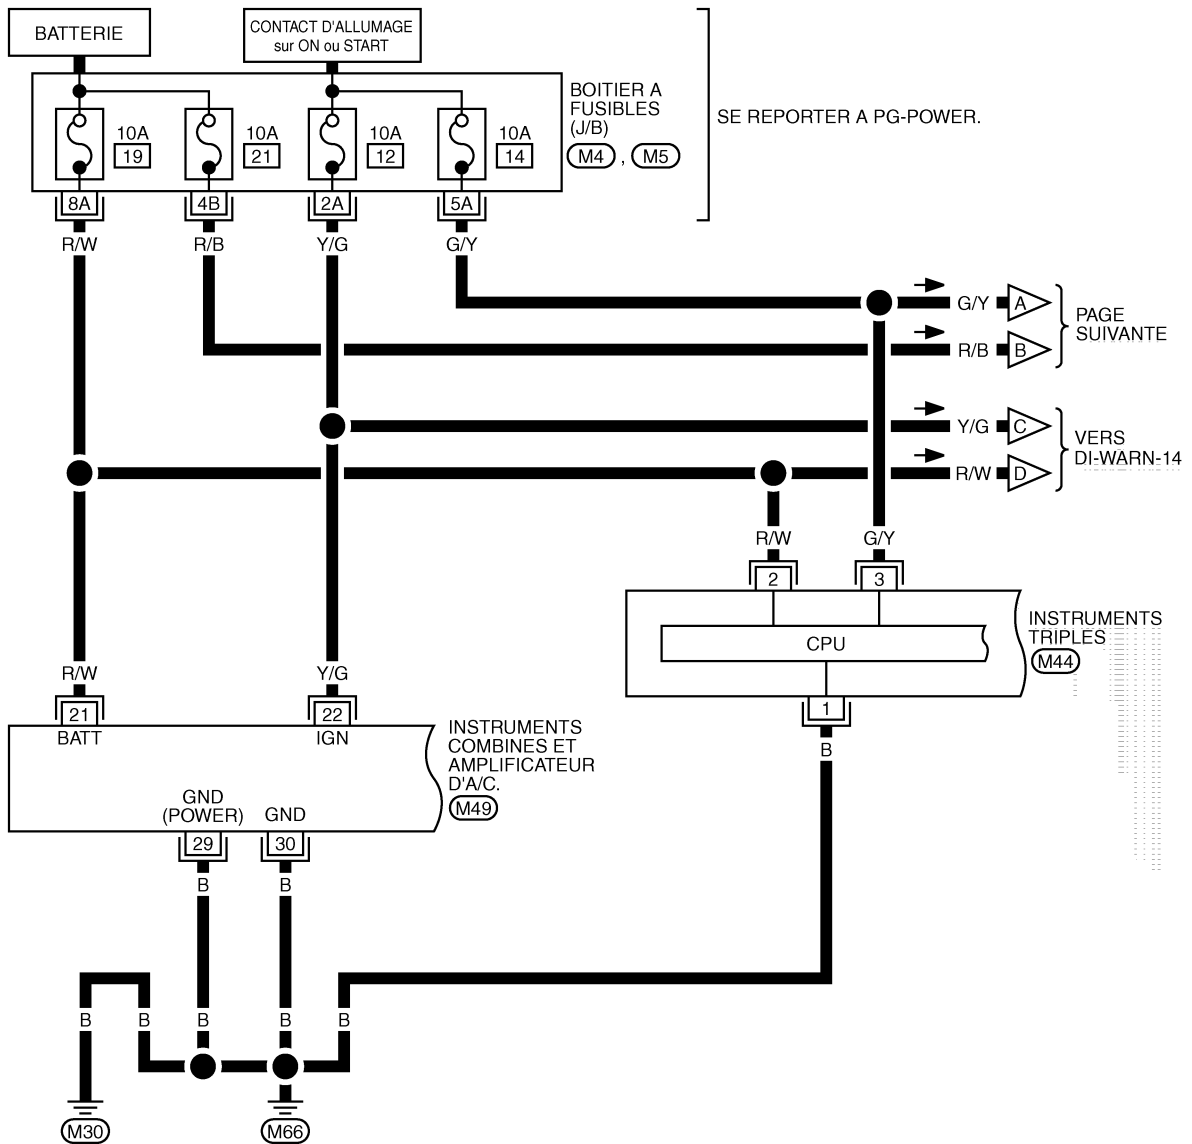 BATTERIE
CONTACT D'ALLUMAGE
sur ON ou START
BOITIER A
FUSIBLES
(J/B)
M4 , M5
SE REPORTER A PG-POWER.
10A
19
10A
21
10A
12
10A
14
8A
4B
2A
5A
R/W
R/B
Y/G
G/Y
G/Y
A
R/B
B
PAGE
SUIVANTE
Y/G
C
R/W
D
VERS
DI-WARN-14
R/W
G/Y
2
3
CPU
INSTRUMENTS
TRIPLES
M44
1
B
R/W
Y/G
21
22
BATT
IGN
INSTRUMENTS
COMBINES ET
AMPLIFICATEUR
D'A/C.
M49
GND
(POWER)
GND
29
30
B
B
B
B
B
B
B
M30
M66